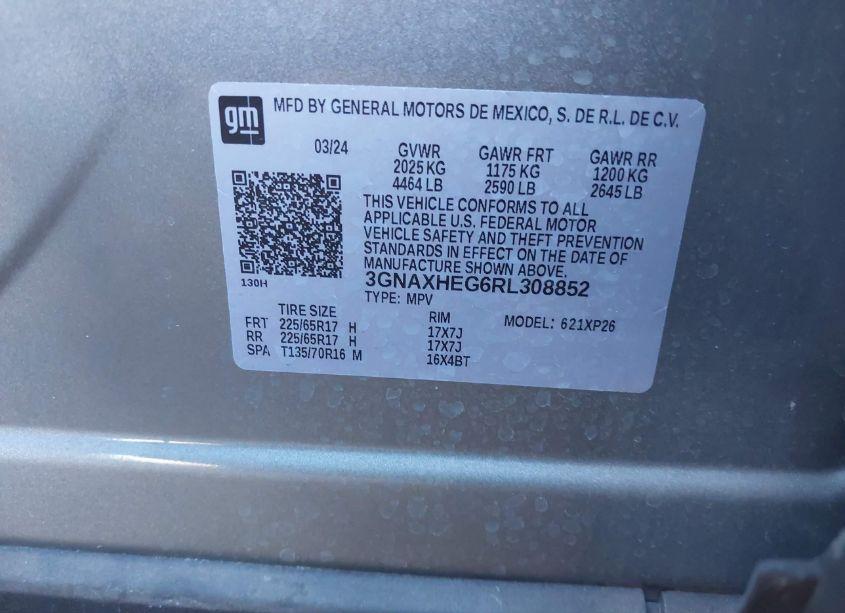 gm
MFD BY GENERAL MOTORS DE MEXICO, S. DE R.L. DE C.V.
03/24 GVWR GAWR FRT GAWR RR
2025 KG 1175 KG 1200 KG
4464 LB 2590 LB 2645 LB
THIS VEHICLE CONFORMS TO ALL
APPLICABLE U.S. FEDERAL MOTOR
VEHICLE SAFETY AND THEFT PREVENTION
STANDARDS IN EFFECT ON THE DATE OF
MANUFACTURE SHOWN ABOVE.
130H
3GNAXHEG6RL308852
TYPE: MPV
TIRE SIZE RIM MODEL: 621XP26
FRT 225/65R17 H 17X7J
RR 225/65R17 H 17X7J
SPA T135/70R16 M 16X4BT